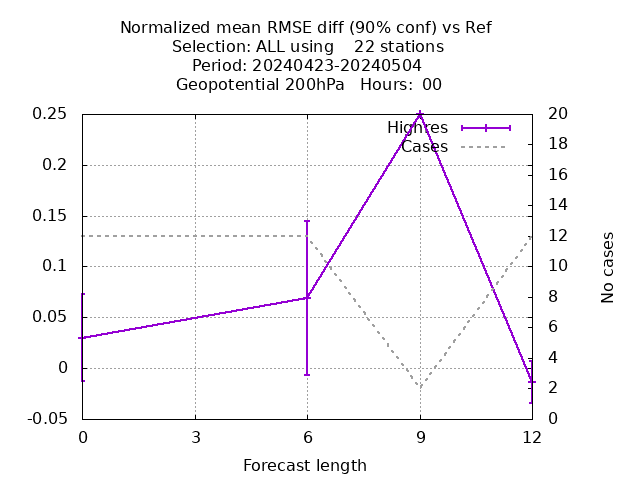 Normalized mean RMSE diff (90% conf) vs Ref
Selection: ALL using    22 stations
Period: 20240423-20240504
Geopotential 200hPa   Hours:  00
Highres
Cases
0.25
0.2
0.15
0.1
0.05
0
-0.05
20
18
16
14
12
10
8
6
4
2
0
No cases
0
3
6
9
12
Forecast length